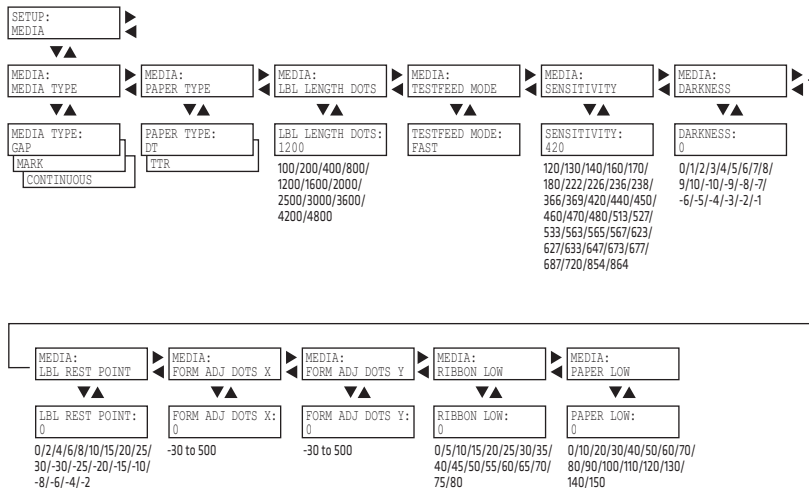 SETUP:
MEDIA
MEDIA:
MEDIA TYPE
MEDIA:
PAPER TYPE
MEDIA:
LBL LENGTH DOTS
MEDIA:
TESTFEED MODE
MEDIA:
SENSITIVITY
MEDIA:
DARKNESS
MEDIA TYPE:
GAP
MARK
CONTINUOUS
PAPER TYPE:
DT
TTR
LBL LENGTH DOTS:
1200
100/200/400/800/
1200/1600/2000/
2500/3000/3600/
4200/4800
TESTFEED MODE:
FAST
SENSITIVITY:
420
120/130/140/160/170/
180/222/226/236/238/
366/369/420/440/450/
460/470/480/513/527/
533/563/565/567/623/
627/633/647/673/677/
687/720/854/864
DARKNESS:
0
0/1/2/3/4/5/6/7/8/
9/10/-10/-9/-8/-7/
-6/-5/-4/-3/-2/-1
MEDIA:
LBL REST POINT
MEDIA:
FORM ADJ DOTS X
MEDIA:
FORM ADJ DOTS Y
MEDIA:
RIBBON LOW
MEDIA:
PAPER LOW
LBL REST POINT:
0
0/2/4/6/8/10/15/20/25/
30/-30/-25/-20/-15/-10/
-8/-6/-4/-2
FORM ADJ DOTS X:
0
-30 to 500
FORM ADJ DOTS Y:
0
-30 to 500
RIBBON LOW:
0
0/5/10/15/20/25/30/35/
40/45/50/55/60/65/70/
75/80
PAPER LOW:
0
0/10/20/30/40/50/60/70/
80/90/100/110/120/130/
140/150